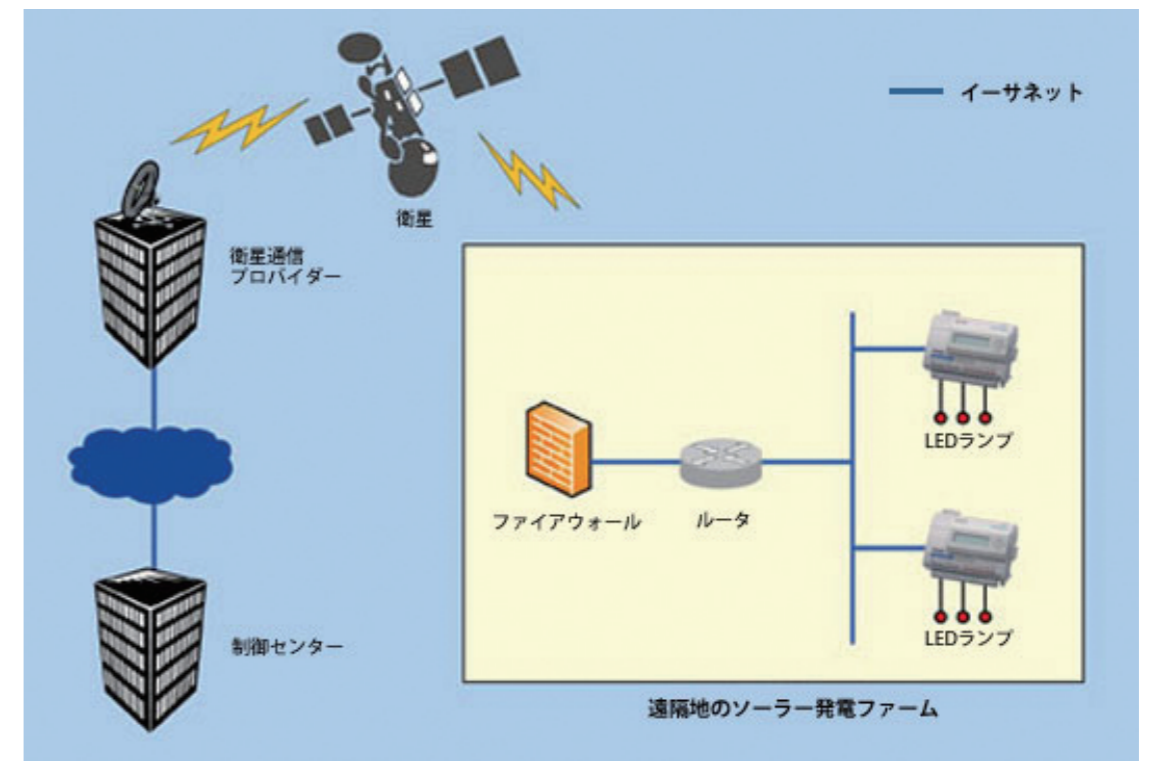 イーサネット
衛星
衛星通信
プロバイダー
LEDランプ
ファイアウォール
ルータ
LEDランプ
制御センター
遠隔地のソーラー発電ファーム